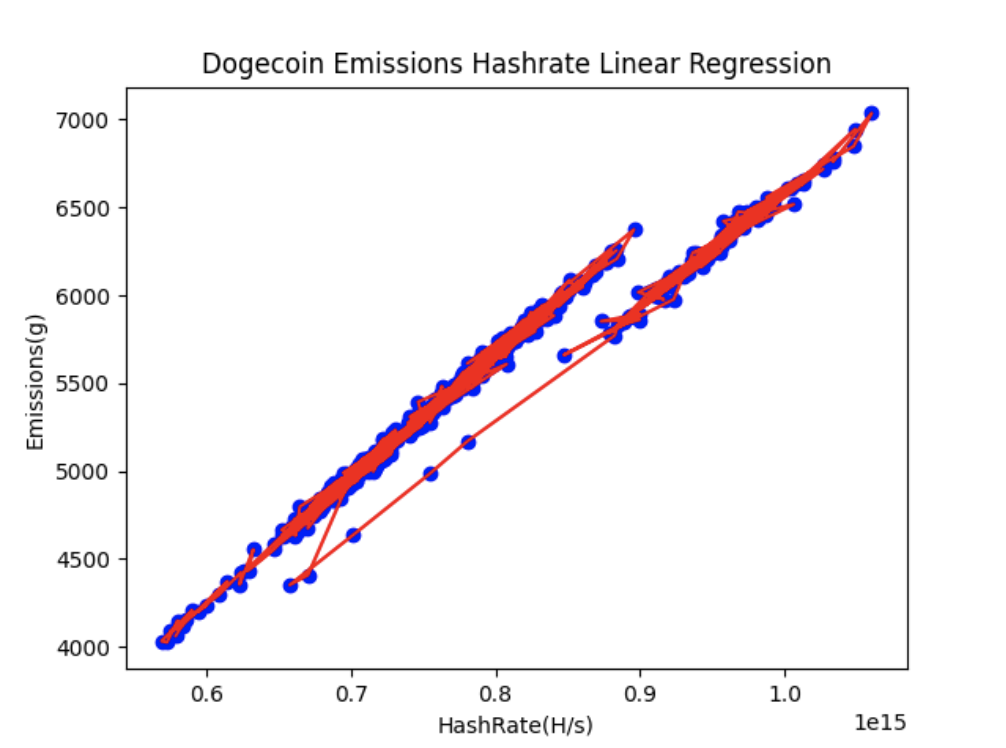 Dogecoin Emissions Hashrate Linear Regression
7000
6500
6000
5500
5000
4500
4000
Emissions(g)
0.6 0.7 0.8 0.9 1.0
HashRate(H/s)
1e15